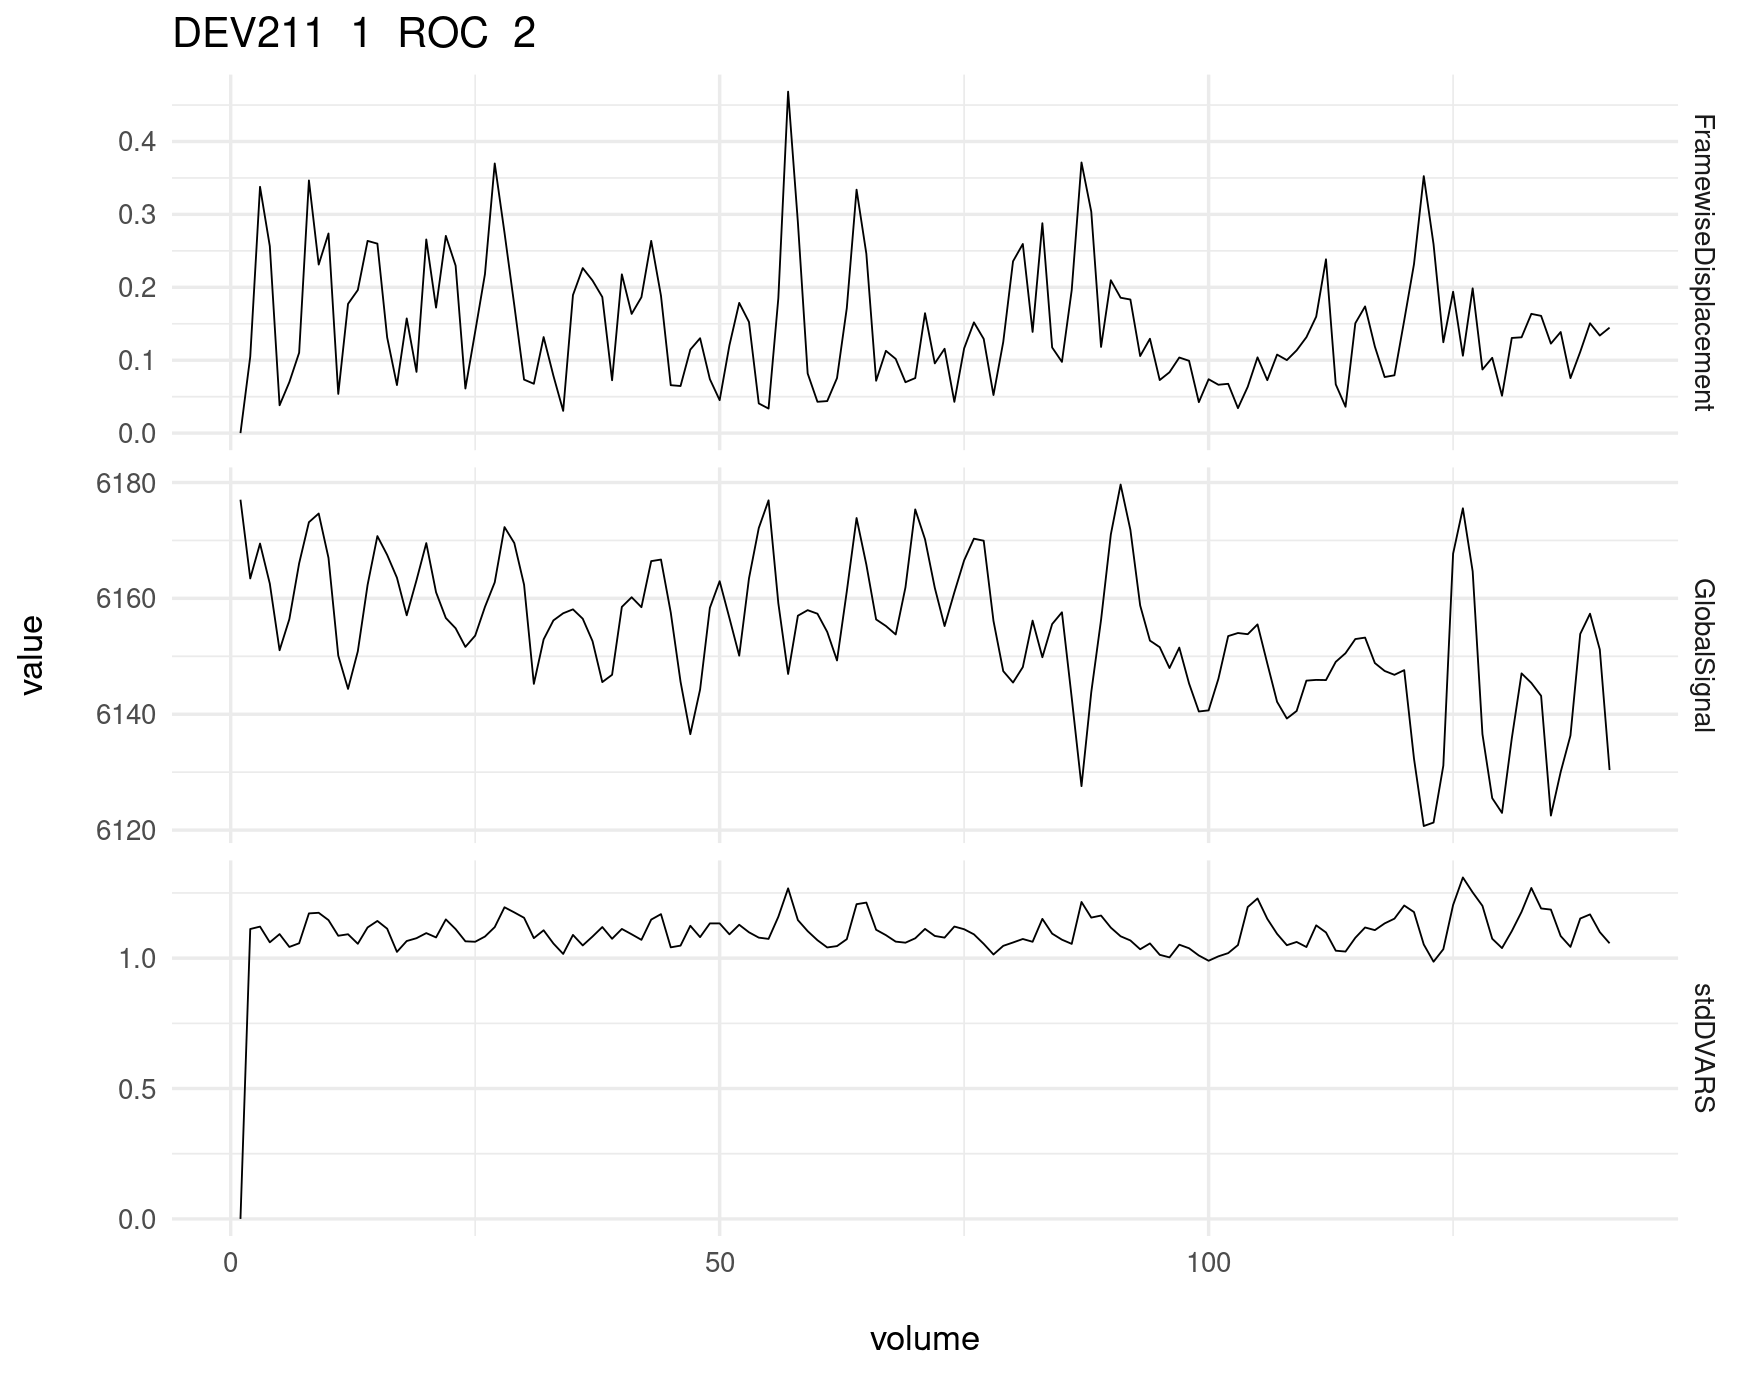 DEV211 1 ROC 2
0.4
0.3
0.2
0.1
0.0
FramewiseDisplacement
6180
6160
6140
6120
GlobalSignal
value
1.0
0.5
0.0
stdDVARS
0 50 100
volume